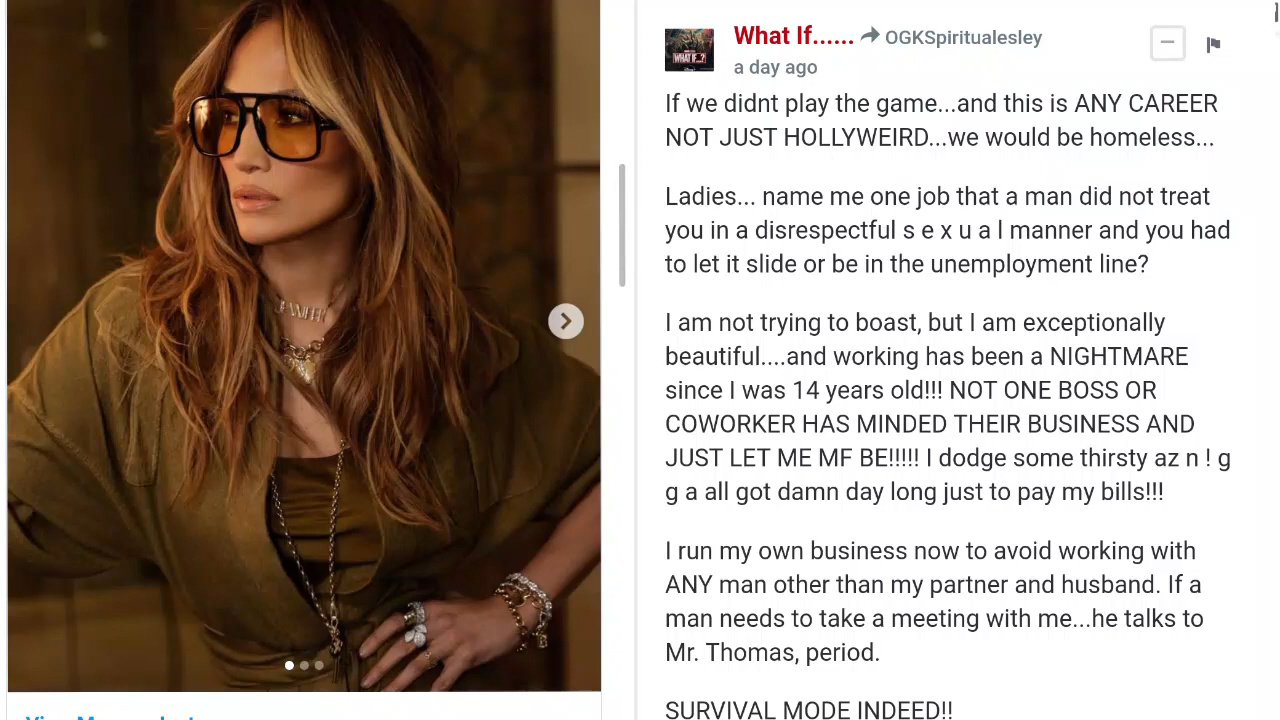 JENNIFER
What If...... OGKSpiritualesley
WHAT IF...?
a day ago
If we didnt play the game...and this is ANY CAREER
NOT JUST HOLLYWEIRD...we would be homeless...
Ladies... name me one job that a man did not treat
you in a disrespectful s e x u a l manner and you had
to let it slide or be in the unemployment line?
I am not trying to boast, but I am exceptionally
beautiful....and working has been a NIGHTMARE
since I was 14 years old!!! NOT ONE BOSS OR
COWORKER HAS MINDED THEIR BUSINESS AND
JUST LET ME MF BE!!!!! I dodge some thirsty az n ! g
g a all got damn day long just to pay my bills!!!
I run my own business now to avoid working with
ANY man other than my partner and husband. If a
man needs to take a meeting with me...he talks to
Mr. Thomas, period.
SURVIVAL MODE INDEED!!